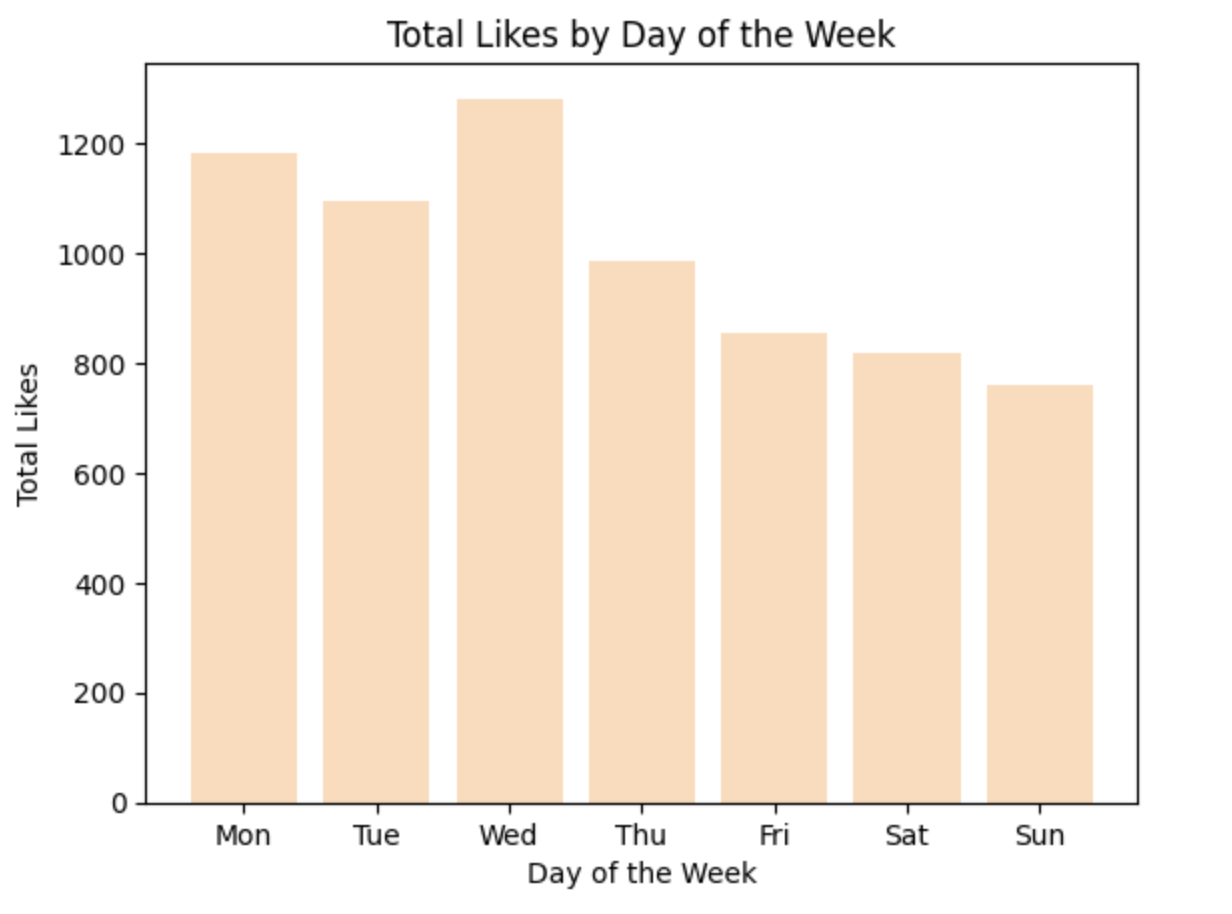 Total Likes by Day of the Week
1200
1000
800
600
400
200
0
Total Likes
Mon Tue Wed Thu Fri Sat Sun
Day of the Week